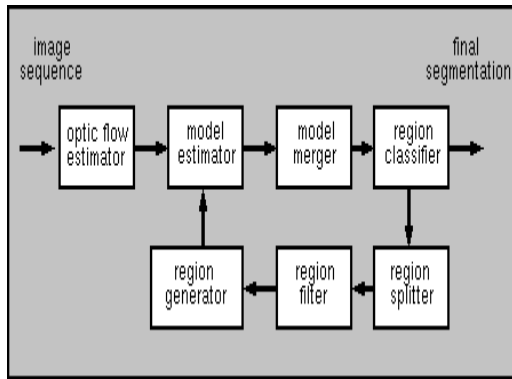 image
sequence
final
segmentation
optic flow
estimator
model
estimator
model
merger
region
classifier
region
generator
region
filter
region
splitter